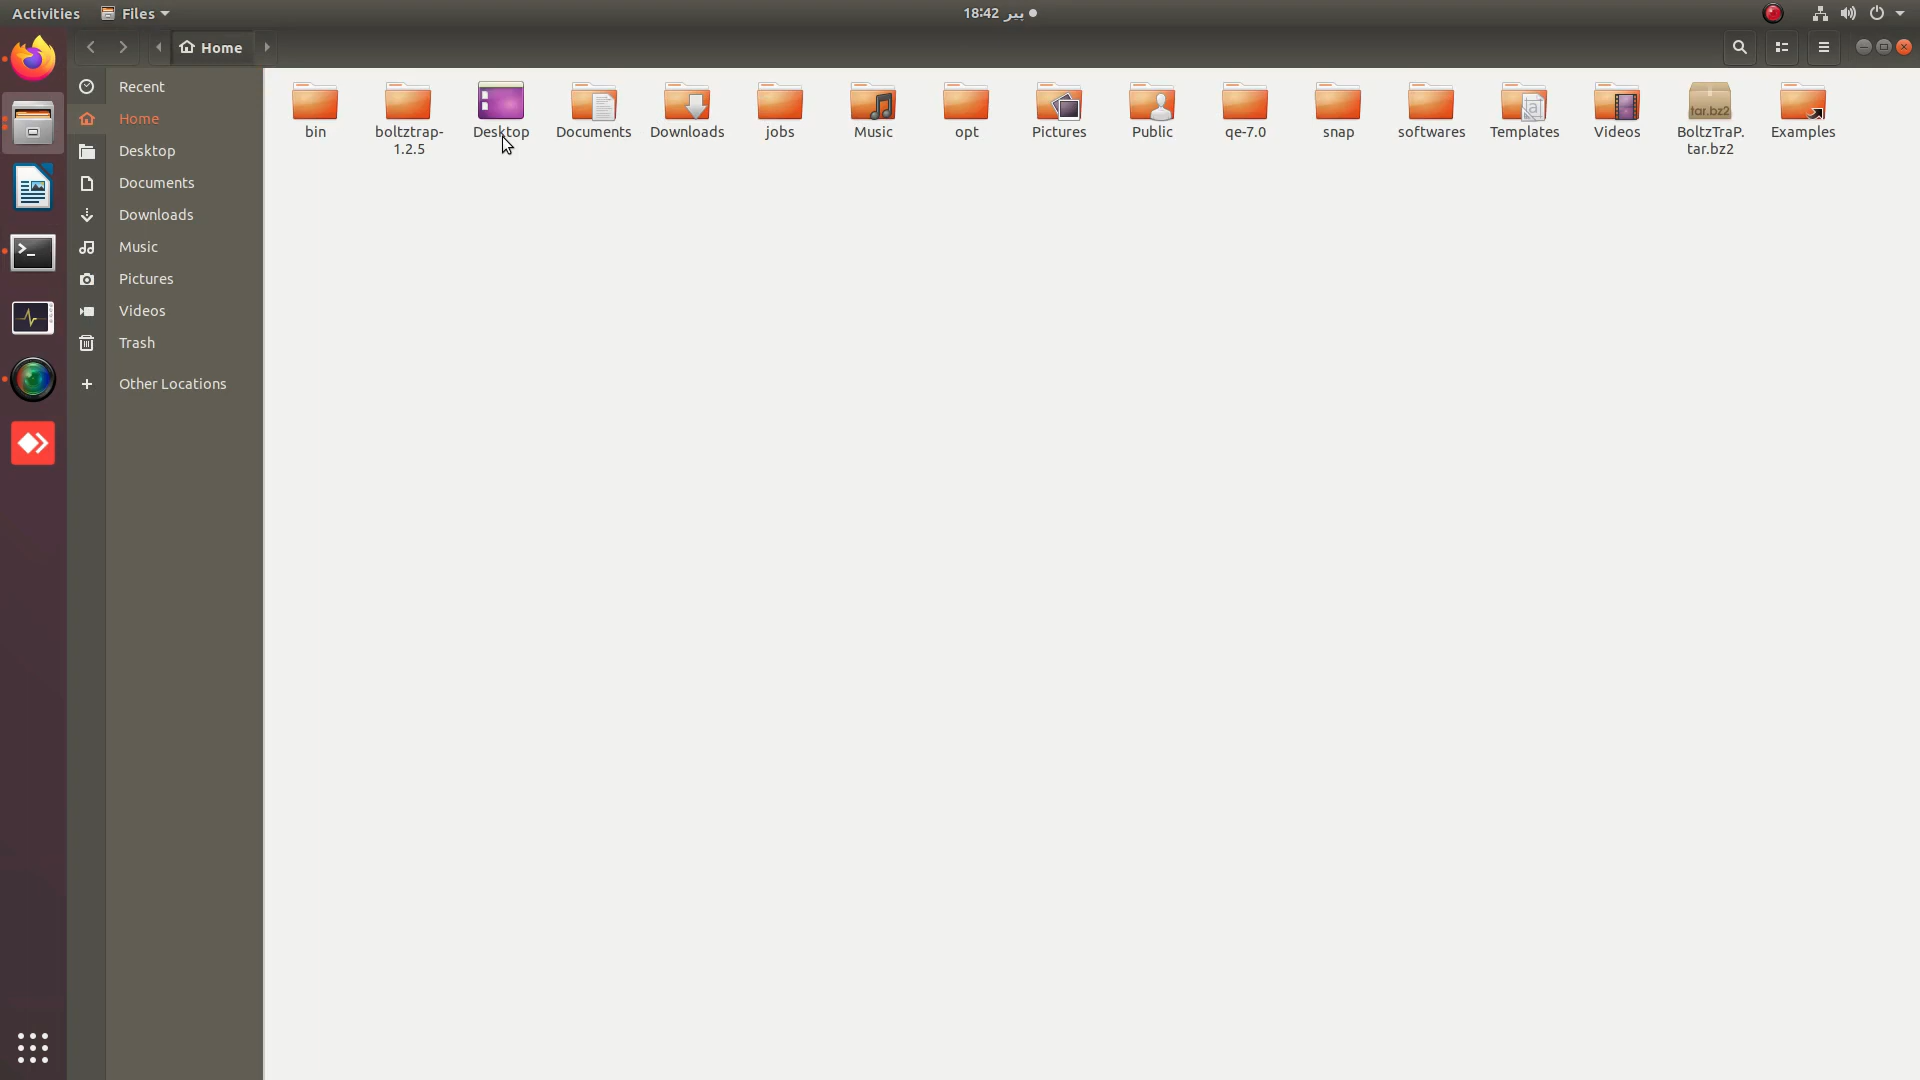 Activities
Files
18:42 پیر
Home
Recent
Home
Desktop
Documents
Downloads
Music
Pictures
Videos
Trash
Other Locations
bin
boltztrap-
1.2.5
Desktop
Documents
Downloads
jobs
Music
opt
Pictures
Public
qe-7.0
snap
softwares
Templates
Videos
tar.bz2
BoltzTraP.
tar.bz2
Examples